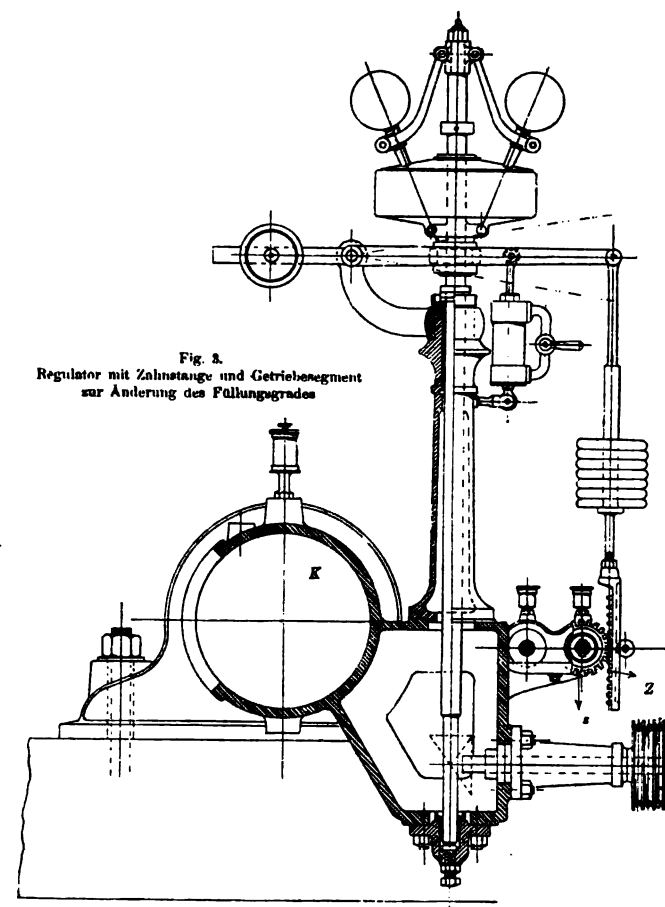 Fig. 3.
Regulator mit Zahnstange und Getriebesegment
zur Änderung des Füllungsgrades
K
Z
s